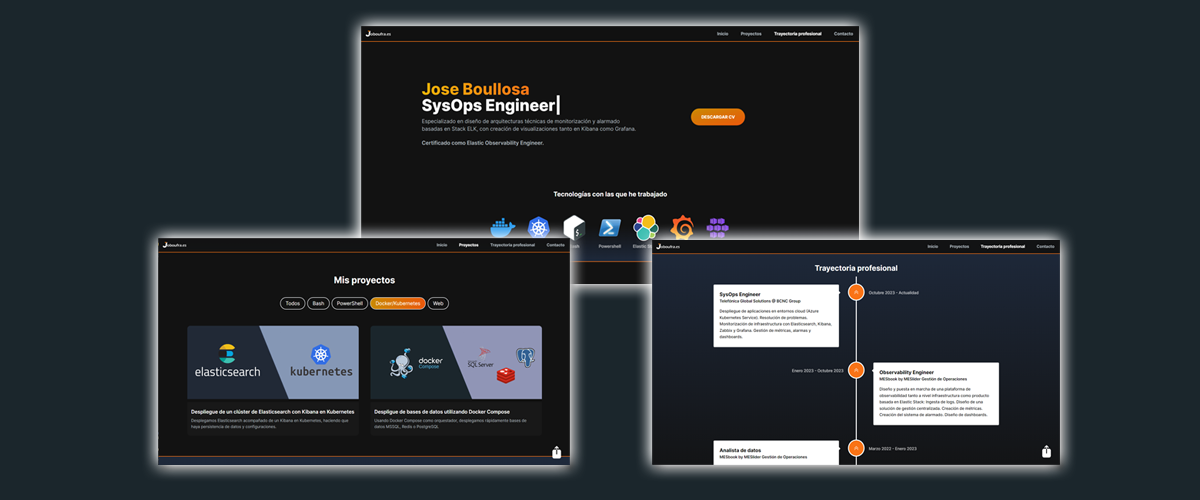 Joboufra.es
Inicio
Proyectos
Trayectoria profesional
Contacto
Jose Boullosa
SysOps Engineer
Especializado en diseño de arquitecturas técnicas de monitorización y alarmado
basadas en Stack ELK, con creación de visualizaciones tanto en Kibana como Grafana.
Certificado como Elastic Observability Engineer.
DESCARGAR CV
Tecnologías con las que he trabajado
Powershell
Joboufra.es
Inicio
Proyectos
Trayectoria profesional
Contacto
Mis proyectos
Todos
Bash
PowerShell
Docker/Kubernetes
Web
elasticsearch
kubernetes
docker
Compose
Microsoft
SQL Server
Despliegue de un clúster de Elasticsearch con Kibana en Kubernetes
Desplegamos Elasticsearch acompañado de un Kibana en Kubernetes, haciendo que
haya persistencia de datos y configuraciones.
Despligue de bases de datos utilizando Docker Compose
Usando Docker Compose como orquestador, desplegamos rápidamente bases de
datos MSSQL, Redis o PostgreSQL
Joboufra.es
Inicio
Proyectos
Trayectoria profesional
Contacto
Trayectoria profesional
SysOps Engineer
Telefónica Global Solutions @ BCNC Group
Despliegue de aplicaciones en entornos cloud (Azure
Kubernetes Service). Resolución de problemas.
Monitorización de infraestructura con Elasticsearch, Kibana,
Zabbix y Grafana. Gestión de métricas, alarmas y
dashboards.
Octubre 2023 - Actualidad
Enero 2023 - Octubre 2023
Observability Engineer
MESbook by MESlider Gestión de Operaciones
Diseño y puesta en marcha de una plataforma de
observabilidad tanto a nivel infraestructura como producto
basada en Elastic Stack: Ingesta de logs. Diseño de una
solución de gestión centralizada. Creación de métricas.
Creación del sistema de alarmado. Diseño de dashboards.
Analista de datos
MESbook by MESlider Gestión de Operaciones
Marzo 2022 - Enero 2023